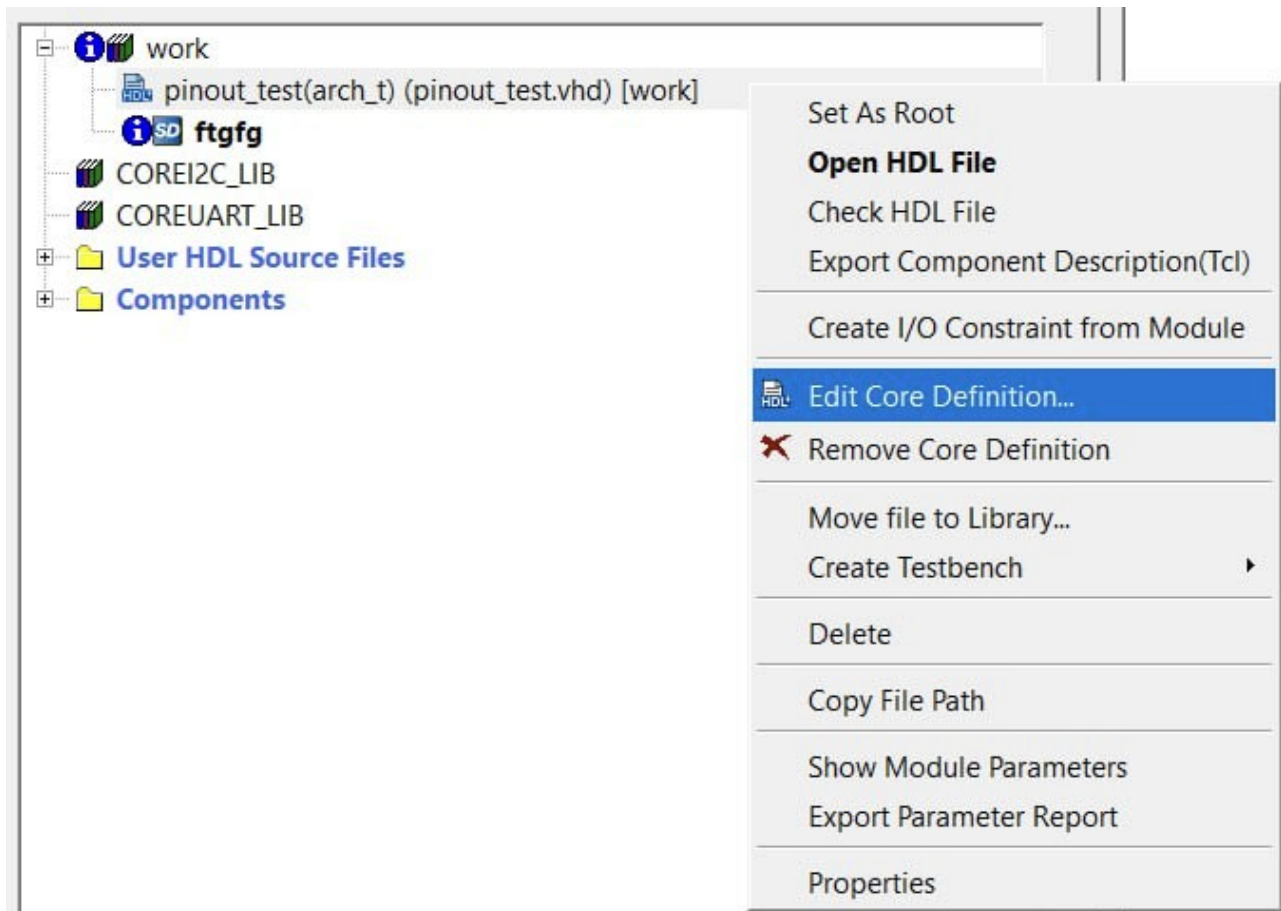 work
pinout_test(arch_t) (pinout_test.vhd) [work]
ftgfg
COREI2C_LIB
COREUART_LIB
User HDL Source Files
Components
Set As Root
Open HDL File
Check HDL File
Export Component Description(Tcl)
Create I/O Constraint from Module
Edit Core Definition...
Remove Core Definition
Move file to Library...
Create Testbench
Delete
Copy File Path
Show Module Parameters
Export Parameter Report
Properties